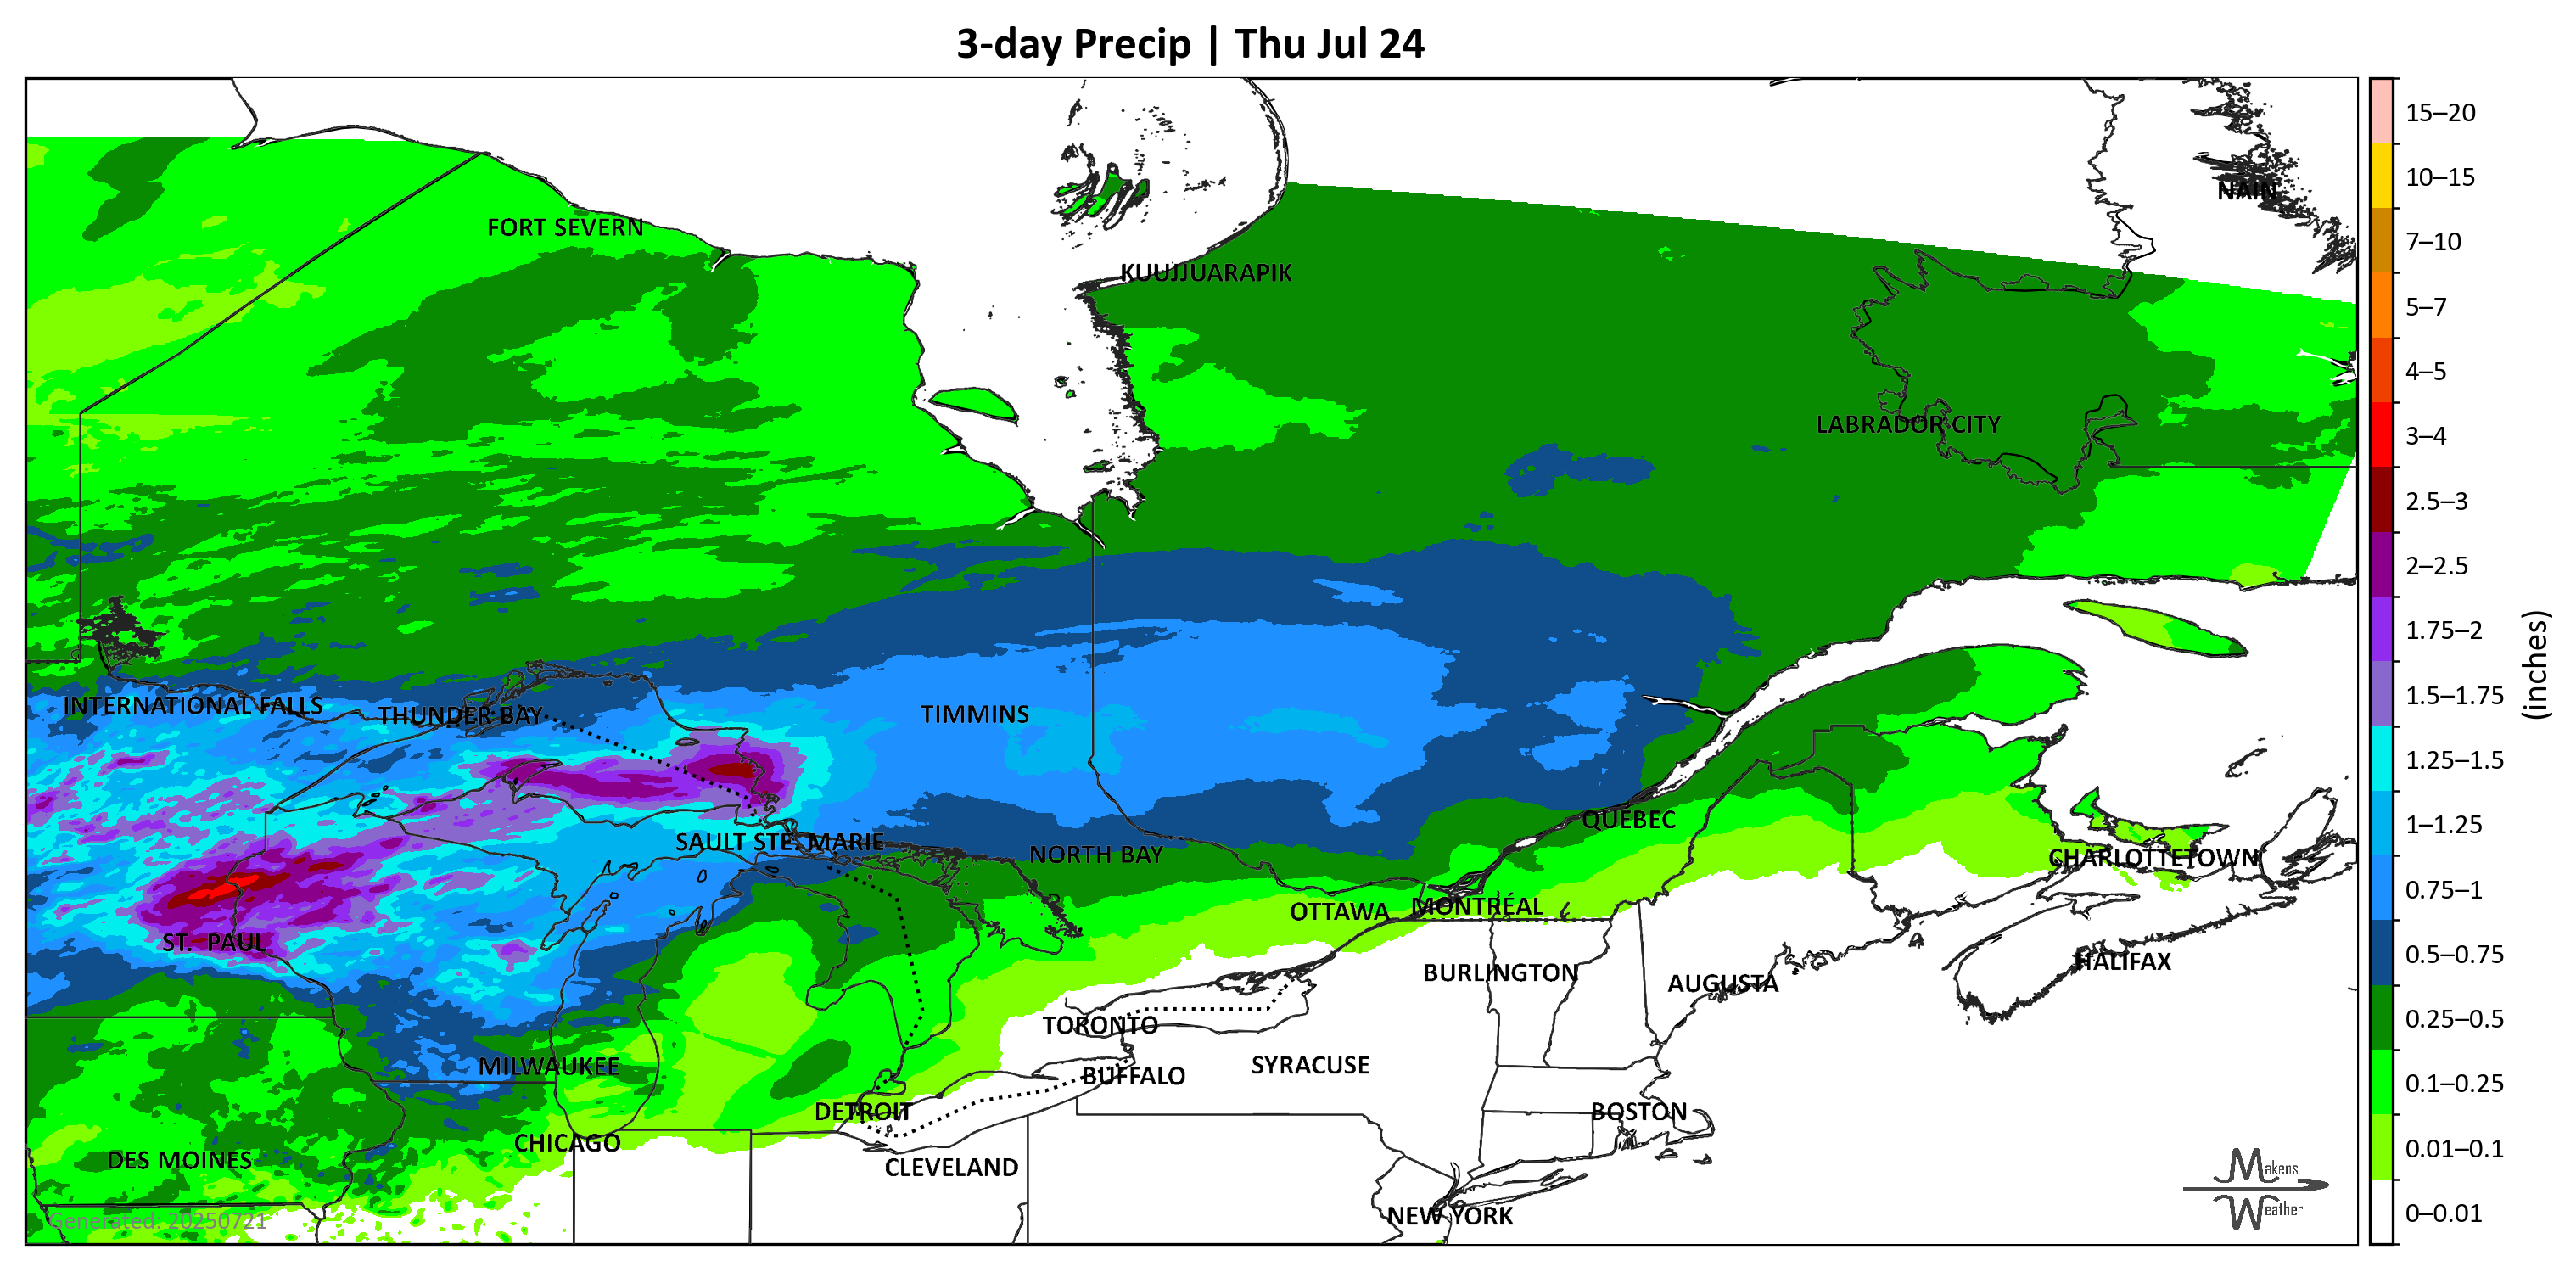 3-day Precip | Thu Jul 24
NAIN
FORT SEVERN
KUUJJUARAPIK
LABRADOR CITY
INTERNATIONAL FALLS
THUNDER BAY
TIMMINS
QUÉBEC
SAULT STE. MARIE
NORTH BAY
CHARLOTTETOWN
OTTAWA
MONTRÉAL
ST. PAUL
HALIFAX
BURLINGTON
AUGUSTA
TORONTO
SYRACUSE
MILWAUKEE
BUFFALO
DETROIT
BOSTON
CHICAGO
DES MOINES
CLEVELAND
NEW YORK
Generated: 20250721
Makens
Weather
15–20
10–15
7–10
5–7
4–5
3–4
2.5–3
2–2.5
1.75–2
1.5–1.75
1.25–1.5
1–1.25
0.75–1
0.5–0.75
0.25–0.5
0.1–0.25
0.01–0.1
0–0.01
(inches)